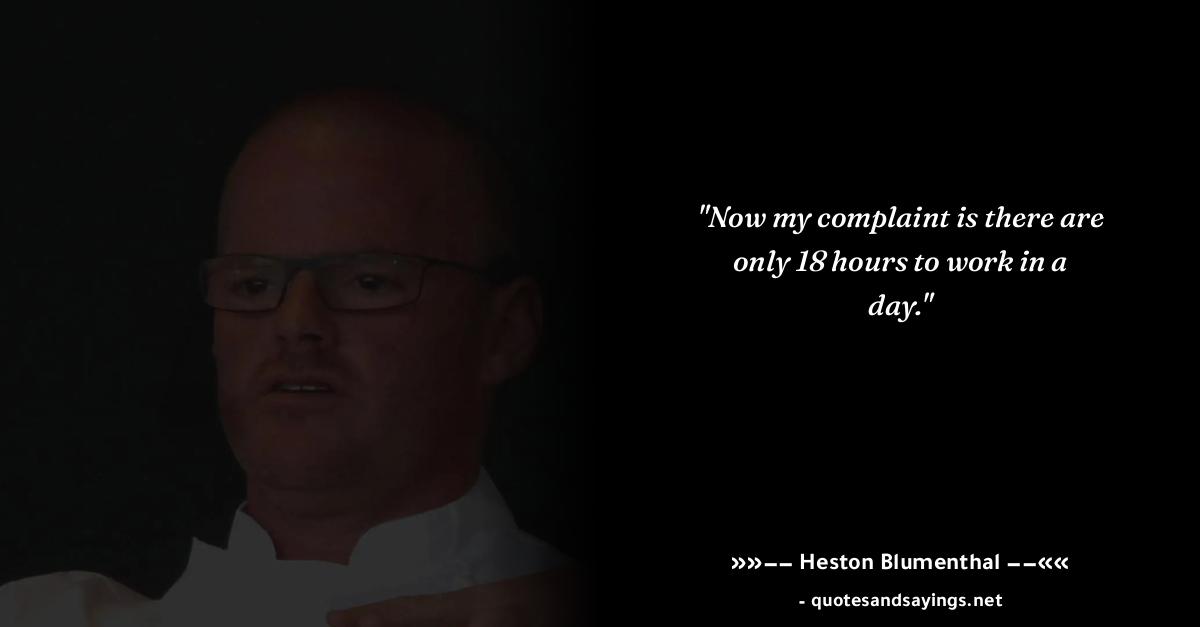 "Now my complaint is there are
only 18 hours to work in a
day."
»»−− Heston Blumenthal −−««
- quotesandsayings.net